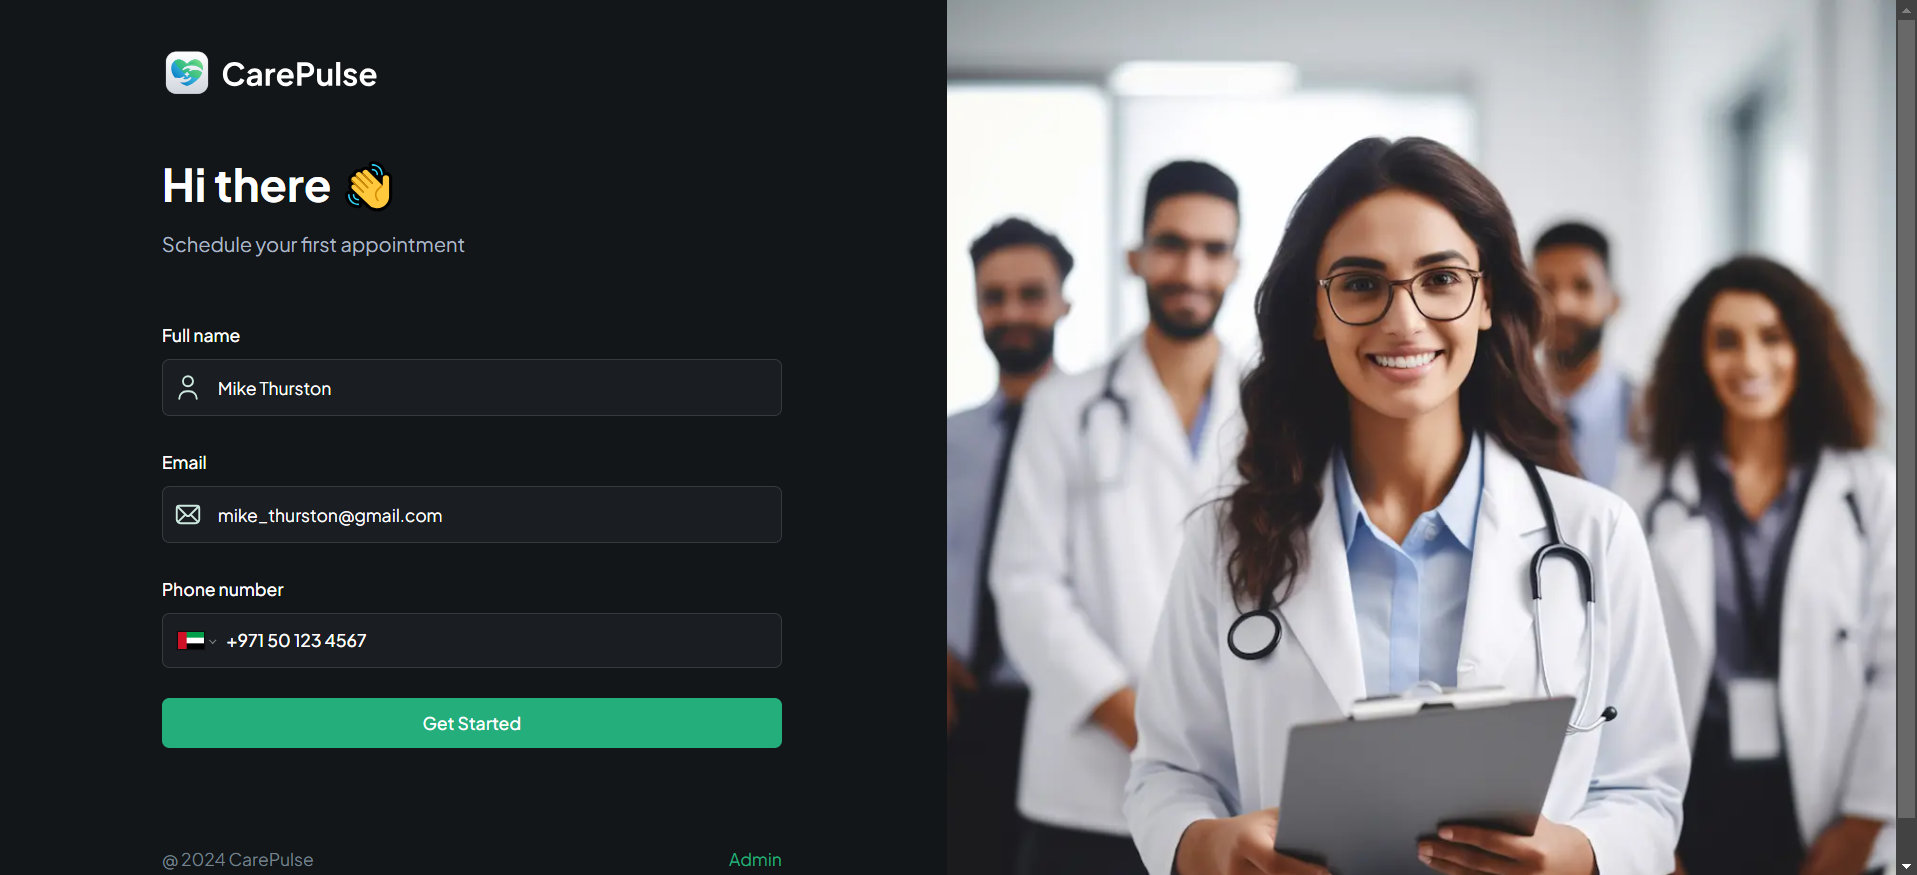 CarePulse
Hi there 👋
Schedule your first appointment
Full name
Mike Thurston
Email
mike_thurston@gmail.com
Phone number
+971 50 123 4567
Get Started
@ 2024 CarePulse
Admin